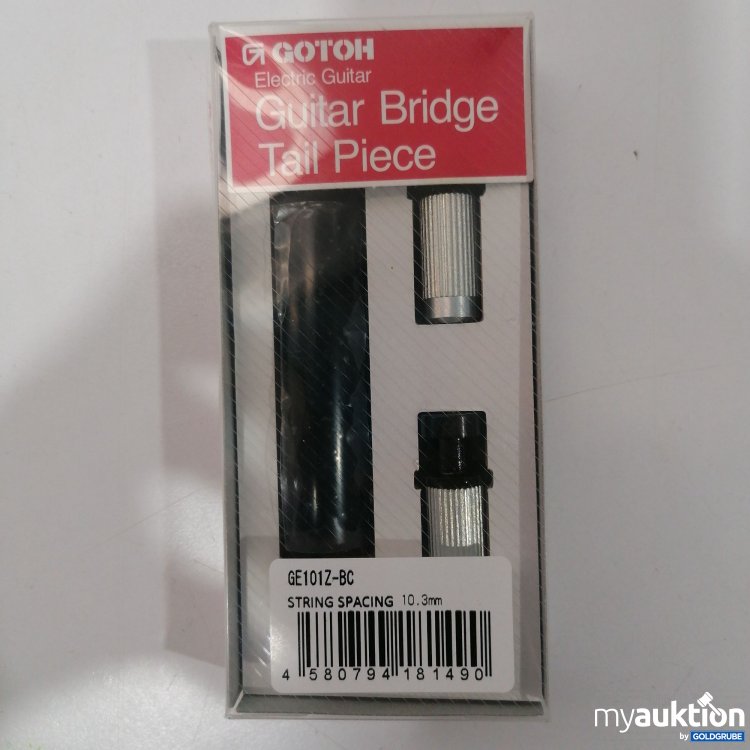 GOTOH
Electric Guitar
Guitar Bridge
Tail Piece
GE101Z-BC
STRING SPACING 10.3mm
4 580794 181490
myauktion
by GOLDGRUBE